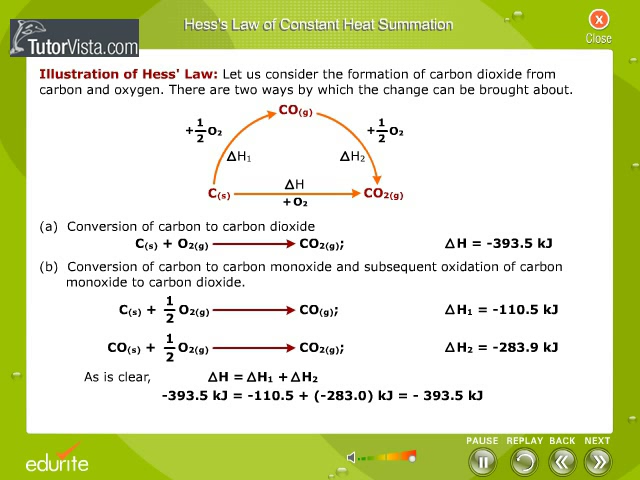 Hess's Law of Constant Heat Summation
Close
TutorVista.com
Illustration of Hess' Law: Let us consider the formation of carbon dioxide from
carbon and oxygen. There are two ways by which the change can be brought about.
CO(g)
+1/2 O₂
+1/2 O₂
ΔH₁
ΔH₂
C(s)
ΔH
+ O₂
CO₂(g)
(a) Conversion of carbon to carbon dioxide
C(s) + O₂(g) ⟶ CO₂(g); ΔH = -393.5 kJ
(b) Conversion of carbon to carbon monoxide and subsequent oxidation of carbon
monoxide to carbon dioxide.
C(s) + 1/2 O₂(g) ⟶ CO(g); ΔH₁ = -110.5 kJ
CO(s) + 1/2 O₂(g) ⟶ CO₂(g); ΔH₂ = -283.9 kJ
As is clear, ΔH = ΔH₁ + ΔH₂
-393.5 kJ = -110.5 + (-283.0) kJ = - 393.5 kJ
PAUSE REPLAY BACK NEXT
edurite